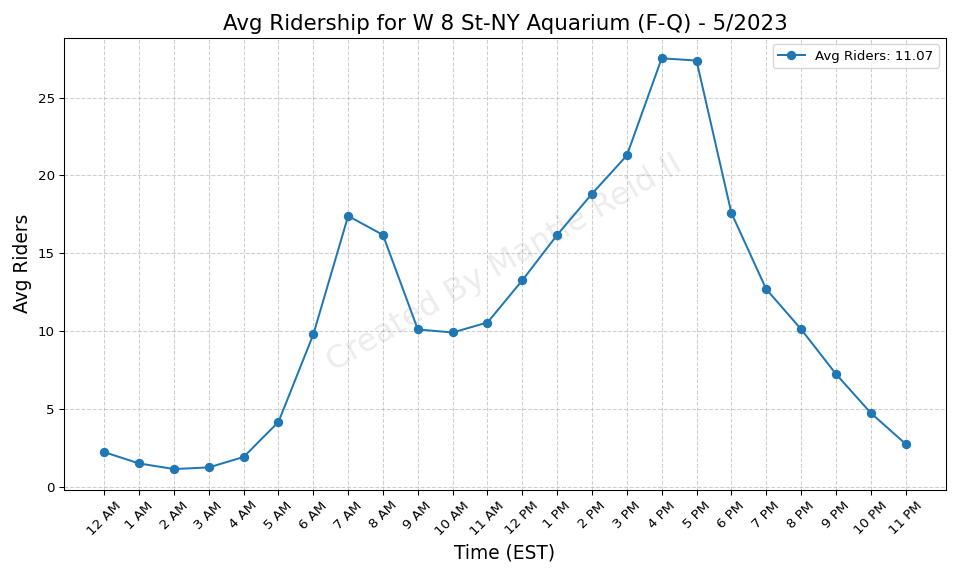 Avg Ridership for W 8 St-NY Aquarium (F-Q) - 5/2023
Avg Riders: 11.07
Avg Riders
25
20
15
10
5
0
Created By Mantie Reid II
12 AM
1 AM
2 AM
3 AM
4 AM
5 AM
6 AM
7 AM
8 AM
9 AM
10 AM
11 AM
12 PM
1 PM
2 PM
3 PM
4 PM
5 PM
6 PM
7 PM
8 PM
9 PM
10 PM
11 PM
Time (EST)